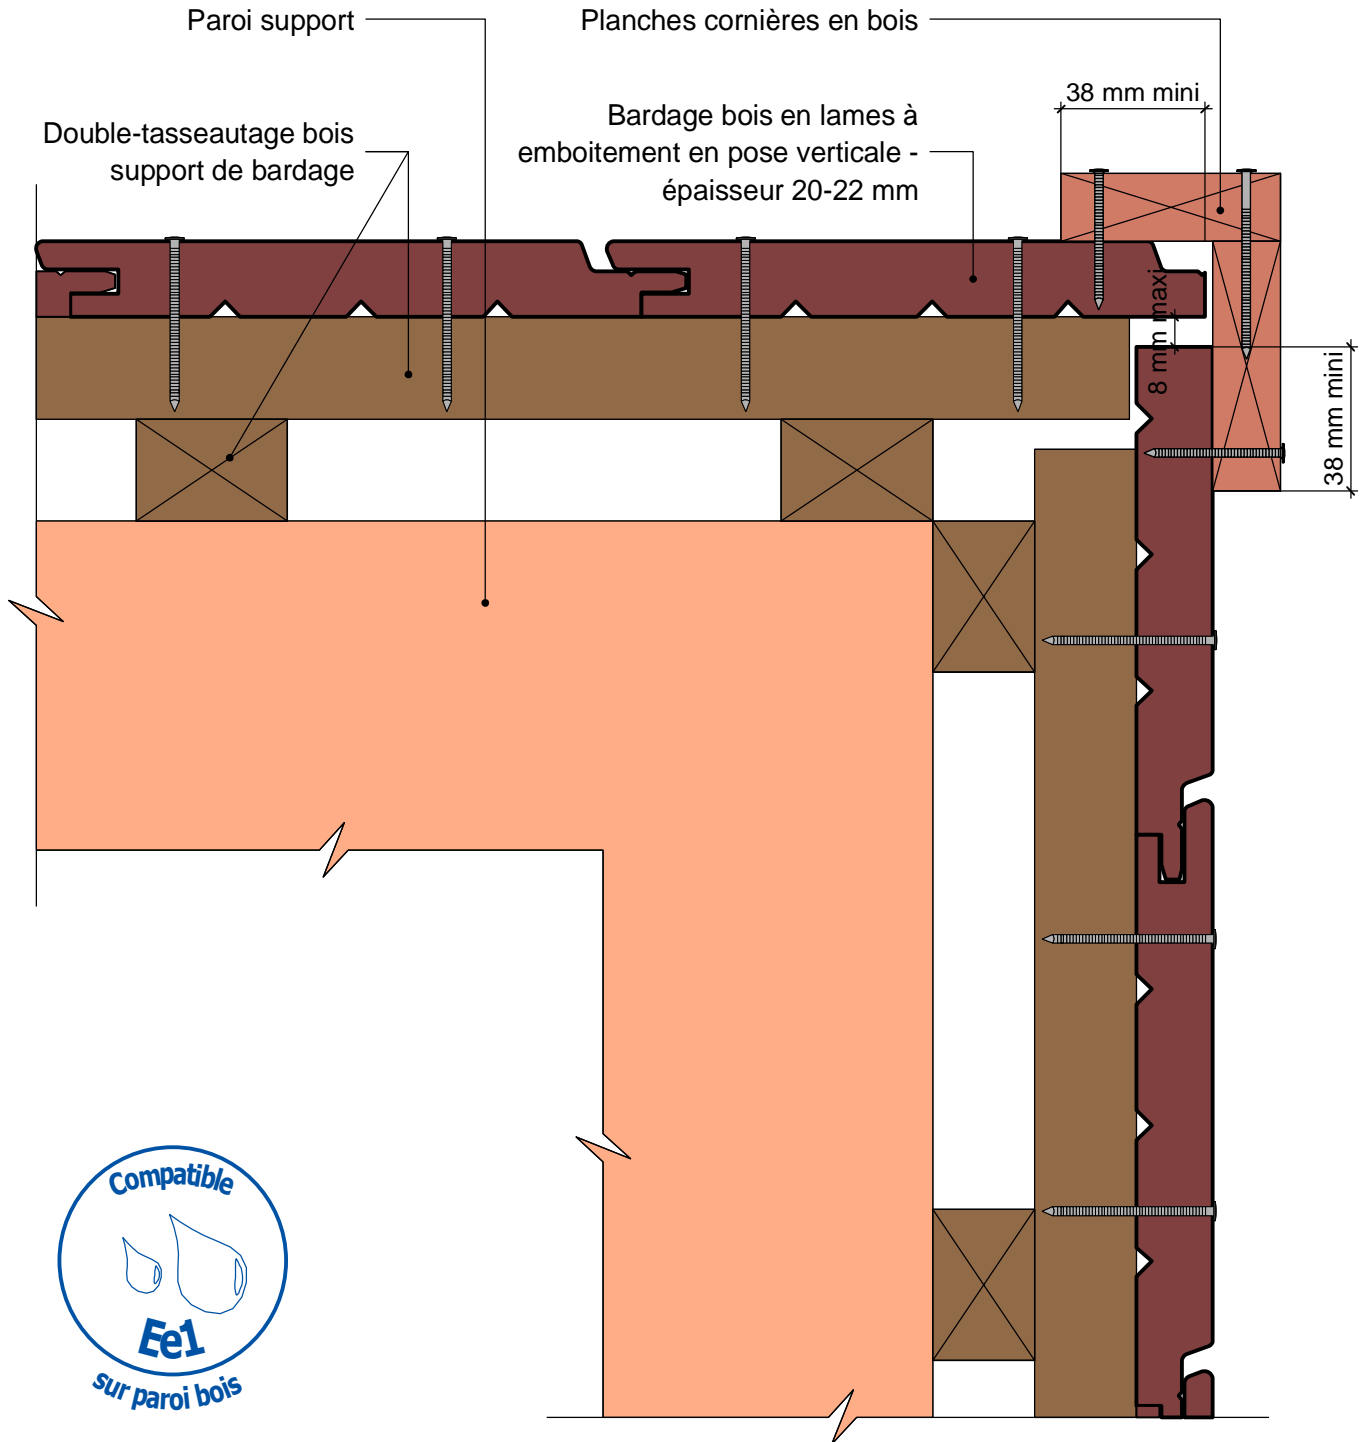 Paroi support
Planches cornières en bois
38 mm mini
Double-tasseautage bois
support de bardage
Bardage bois en lames à
emboitement en pose verticale -
épaisseur 20-22 mm
8 mm maxi
38 mm mini
Compatible
Ee1
sur paroi bois